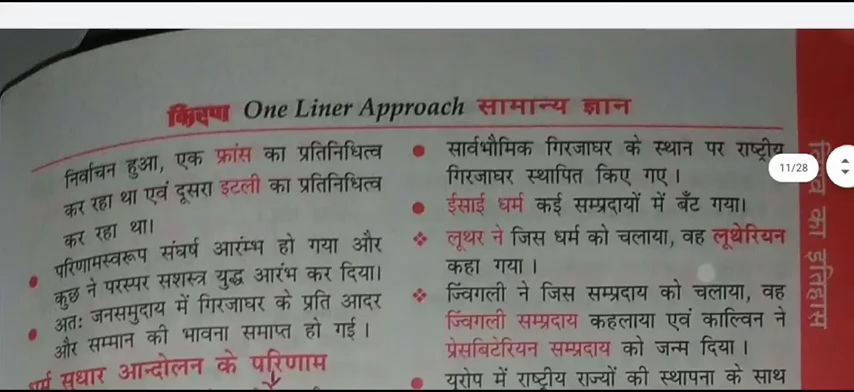 किरण One Liner Approach सामान्य ज्ञान
निर्वाचन हुआ, एक फ्रांस का प्रतिनिधित्व
कर रहा था एवं दूसरा इटली का प्रतिनिधित्व
कर रहा था।
परिणामस्वरूप संघर्ष आरंम्भ हो गया और
कुछ ने परस्पर सशस्त्र युद्ध आरंभ कर दिया।
अतः जनसमुदाय में गिरजाघर के प्रति आदर
और सम्मान की भावना समाप्त हो गई।
धर्म सुधार आन्दोलन के परिणाम
सार्वभौमिक गिरजाघर के स्थान पर राष्ट्रीय
गिरजाघर स्थापित किए गए।
ईसाई धर्म कई सम्प्रदायों में बँट गया।
लूथर ने जिस धर्म को चलाया, वह लूथेरियन
कहा गया।
ज्विंगली ने जिस सम्प्रदाय को चलाया, वह
ज्विंगली सम्प्रदाय कहलाया एवं काल्विन ने
प्रेसबिटेरियन सम्प्रदाय को जन्म दिया।
यूरोप में राष्ट्रीय राज्यों की स्थापना के साथ
11/28
विश्व का इतिहास